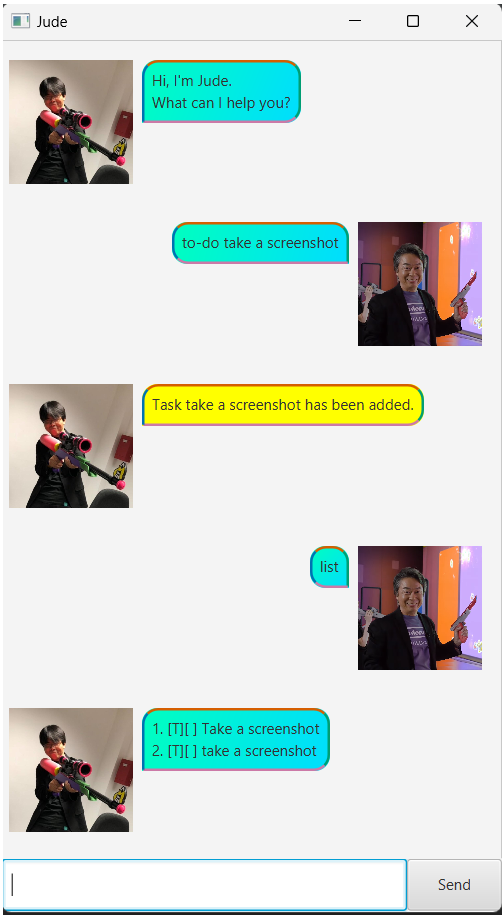 Jude
Hi, I'm Jude.
What can I help you?
to-do take a screenshot
Task take a screenshot has been added.
list
1. [T][ ] Take a screenshot
2. [T][ ] take a screenshot
Send